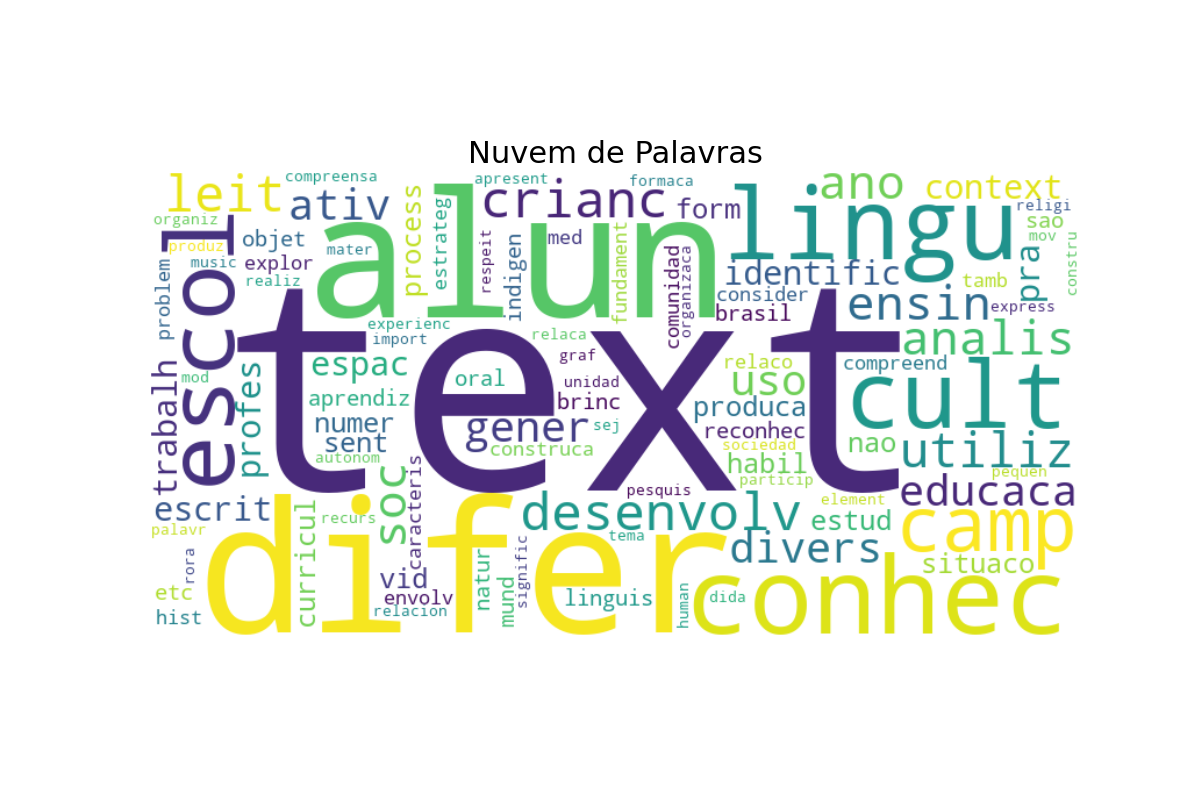 Nuvem de Palavras
leit
compreensa
ativ
process
estrateg
apresent
crianc
formaca
form
lingu
ano
context
religi
sao
mov
organiz
produz
music
objet
explor
realiz
mater
alun
respeit
med
indigen
fundament
comunidad
organizaca
identific
consider
brasil
pra
tamb
constru
express
ensin
analis
problem
escol
experienc
import
relaca
graf
unidad
text
relaco
uso
compreend
cult
trabalh
mod
profes
espac
aprendiz
numer
sent
autonom
oral
gener
brinc
sej
construca
produca
reconhec
sociedad
habil
particip
nao
utiliz
pequen
educaca
element
pesquis
escrit
palavr
curricul
recurs
soc
caracteris
desenvolv
tema
divers
estud
camp
situaco
rora
etc
hist
difer
vid
envolv
relacion
natur
mund
signific
linguis
human
dida
conhec